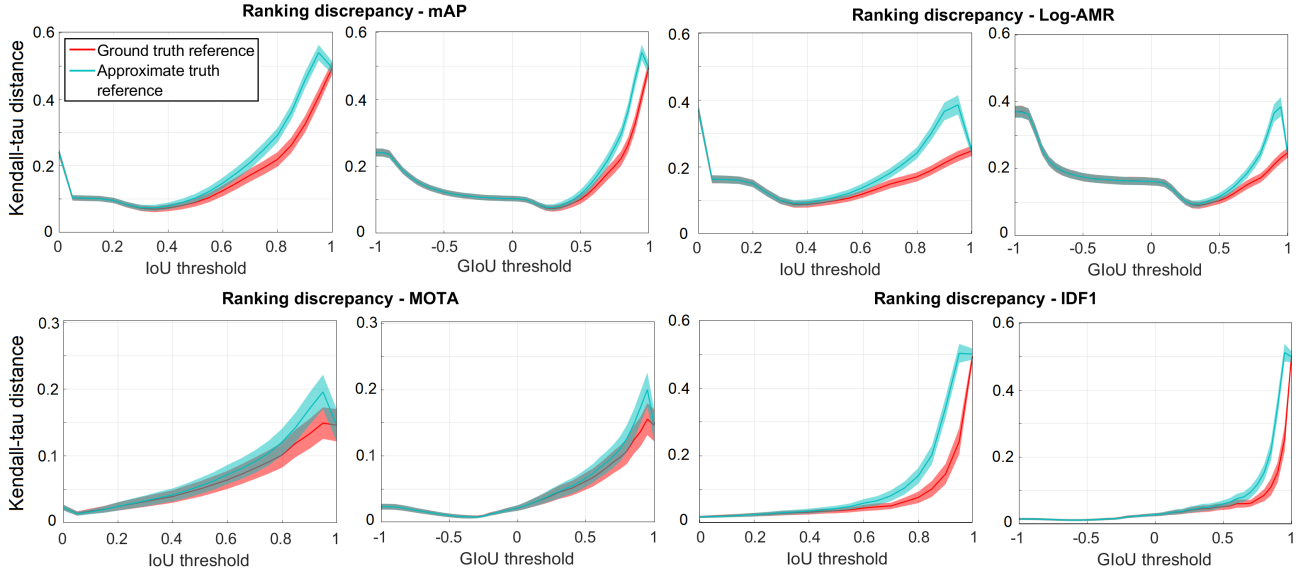 Ranking discrepancy - mAP
Kendall-tau distance
0.6
0.4
0.2
0
Ground truth reference
Approximate truth
reference
0 0.2 0.4 0.6 0.8 1
IoU threshold
0.6
0.4
0.2
0
-1 -0.5 0 0.5 1
GIoU threshold
Ranking discrepancy - Log-AMR
0.6
0.4
0.2
0
0 0.2 0.4 0.6 0.8 1
IoU threshold
0.6
0.4
0.2
0
-1 -0.5 0 0.5 1
GIoU threshold
Ranking discrepancy - MOTA
Kendall-tau distance
0.3
0.2
0.1
0
0 0.2 0.4 0.6 0.8 1
IoU threshold
0.3
0.2
0.1
0
-1 -0.5 0 0.5 1
GIoU threshold
Ranking discrepancy - IDF1
0.6
0.4
0.2
0
0 0.2 0.4 0.6 0.8 1
IoU threshold
0.6
0.4
0.2
0
-1 -0.5 0 0.5 1
GIoU threshold